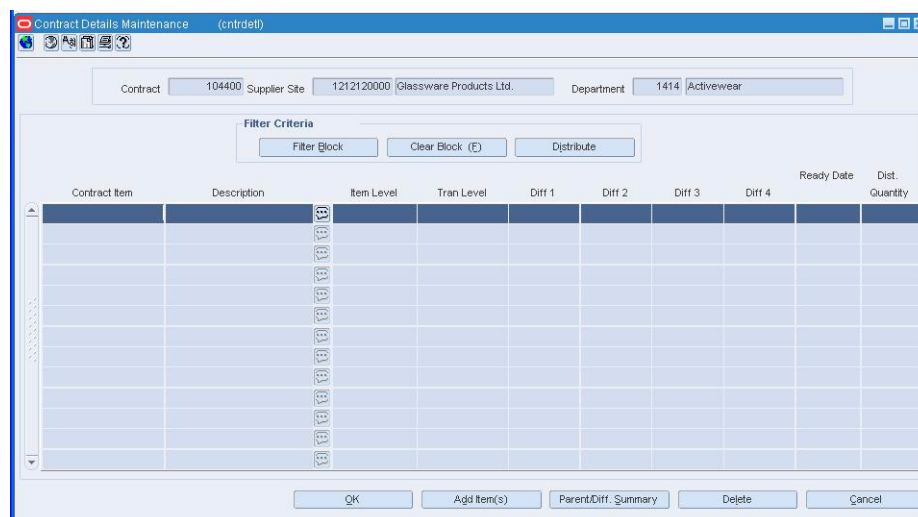 Contract Details Maintenance (cntrdetl)
Contract 104400 Supplier Site 1212120000 Glassware Products Ltd. Department 1414 Activewear
Filter Criteria
Filter Block Clear Block (F) Distribute
Ready Date Dist.
Contract Item Description Item Level Tran Level Diff 1 Diff 2 Diff 3 Diff 4 Quantity
OK Add Item(s) Parent/Diff. Summary Delete Cancel